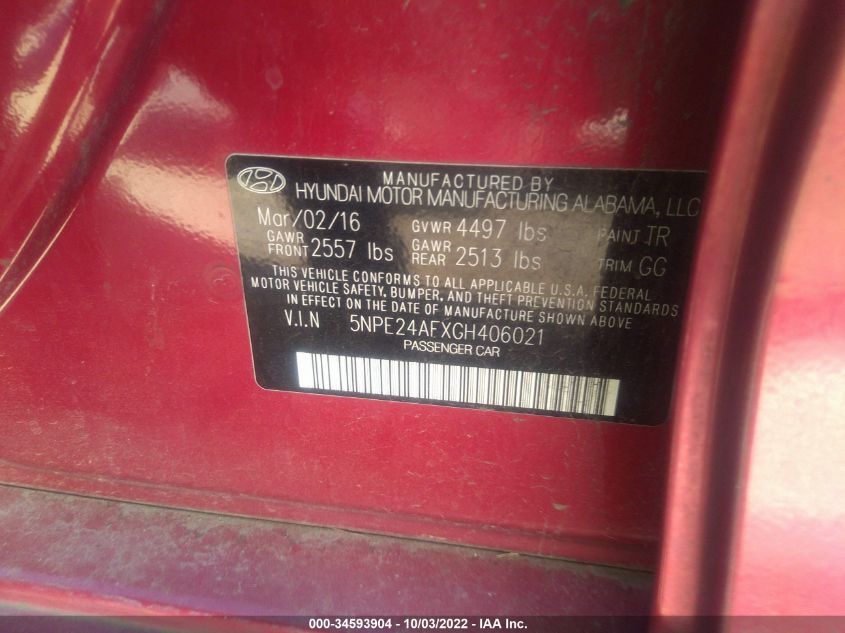 MANUFACTURED BY
HYUNDAI MOTOR MANUFACTURING ALABAMA, LLC
Mar/02/16 GVWR 4497 lbs PAINT TR
GAWR FRONT 2557 lbs GAWR REAR 2513 lbs TRIM GG
THIS VEHICLE CONFORMS TO ALL APPLICABLE U.S.A. FEDERAL
MOTOR VEHICLE SAFETY, BUMPER, AND THEFT PREVENTION STANDARDS
IN EFFECT ON THE DATE OF MANUFACTURE SHOWN ABOVE
V.I.N 5NPE24AFXGH406021
PASSENGER CAR
000-34593904 - 10/03/2022 - IAA Inc.